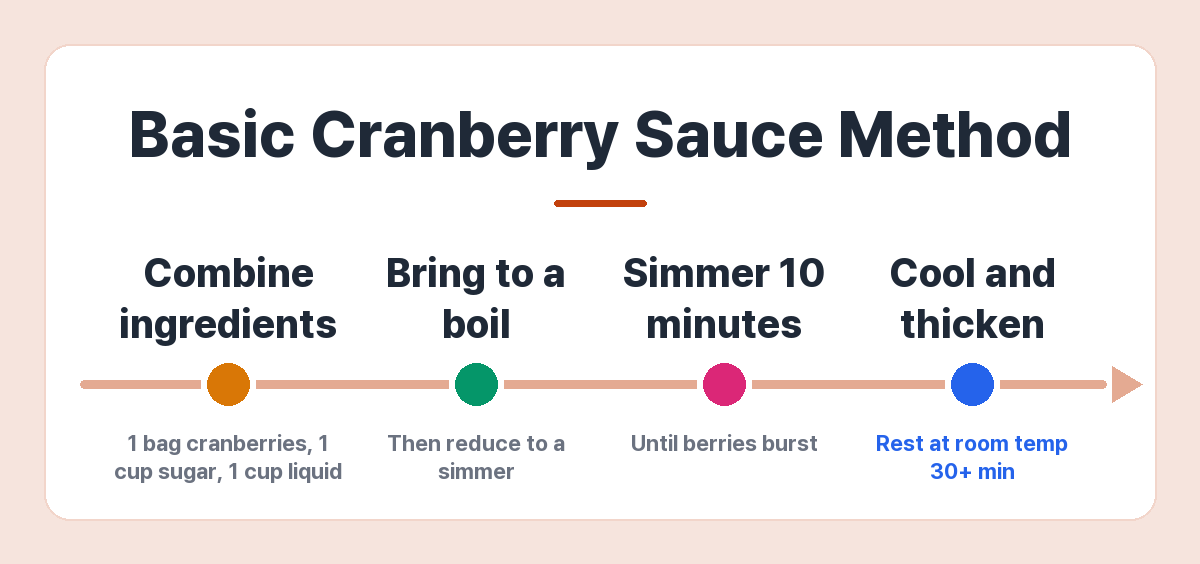 Basic Cranberry Sauce Method
Combine
ingredients
Bring to a
boil
Simmer 10
minutes
Cool and
thicken
1 bag cranberries, 1
cup sugar, 1 cup liquid
Then reduce to a
simmer
Until berries burst
Rest at room temp
30+ min